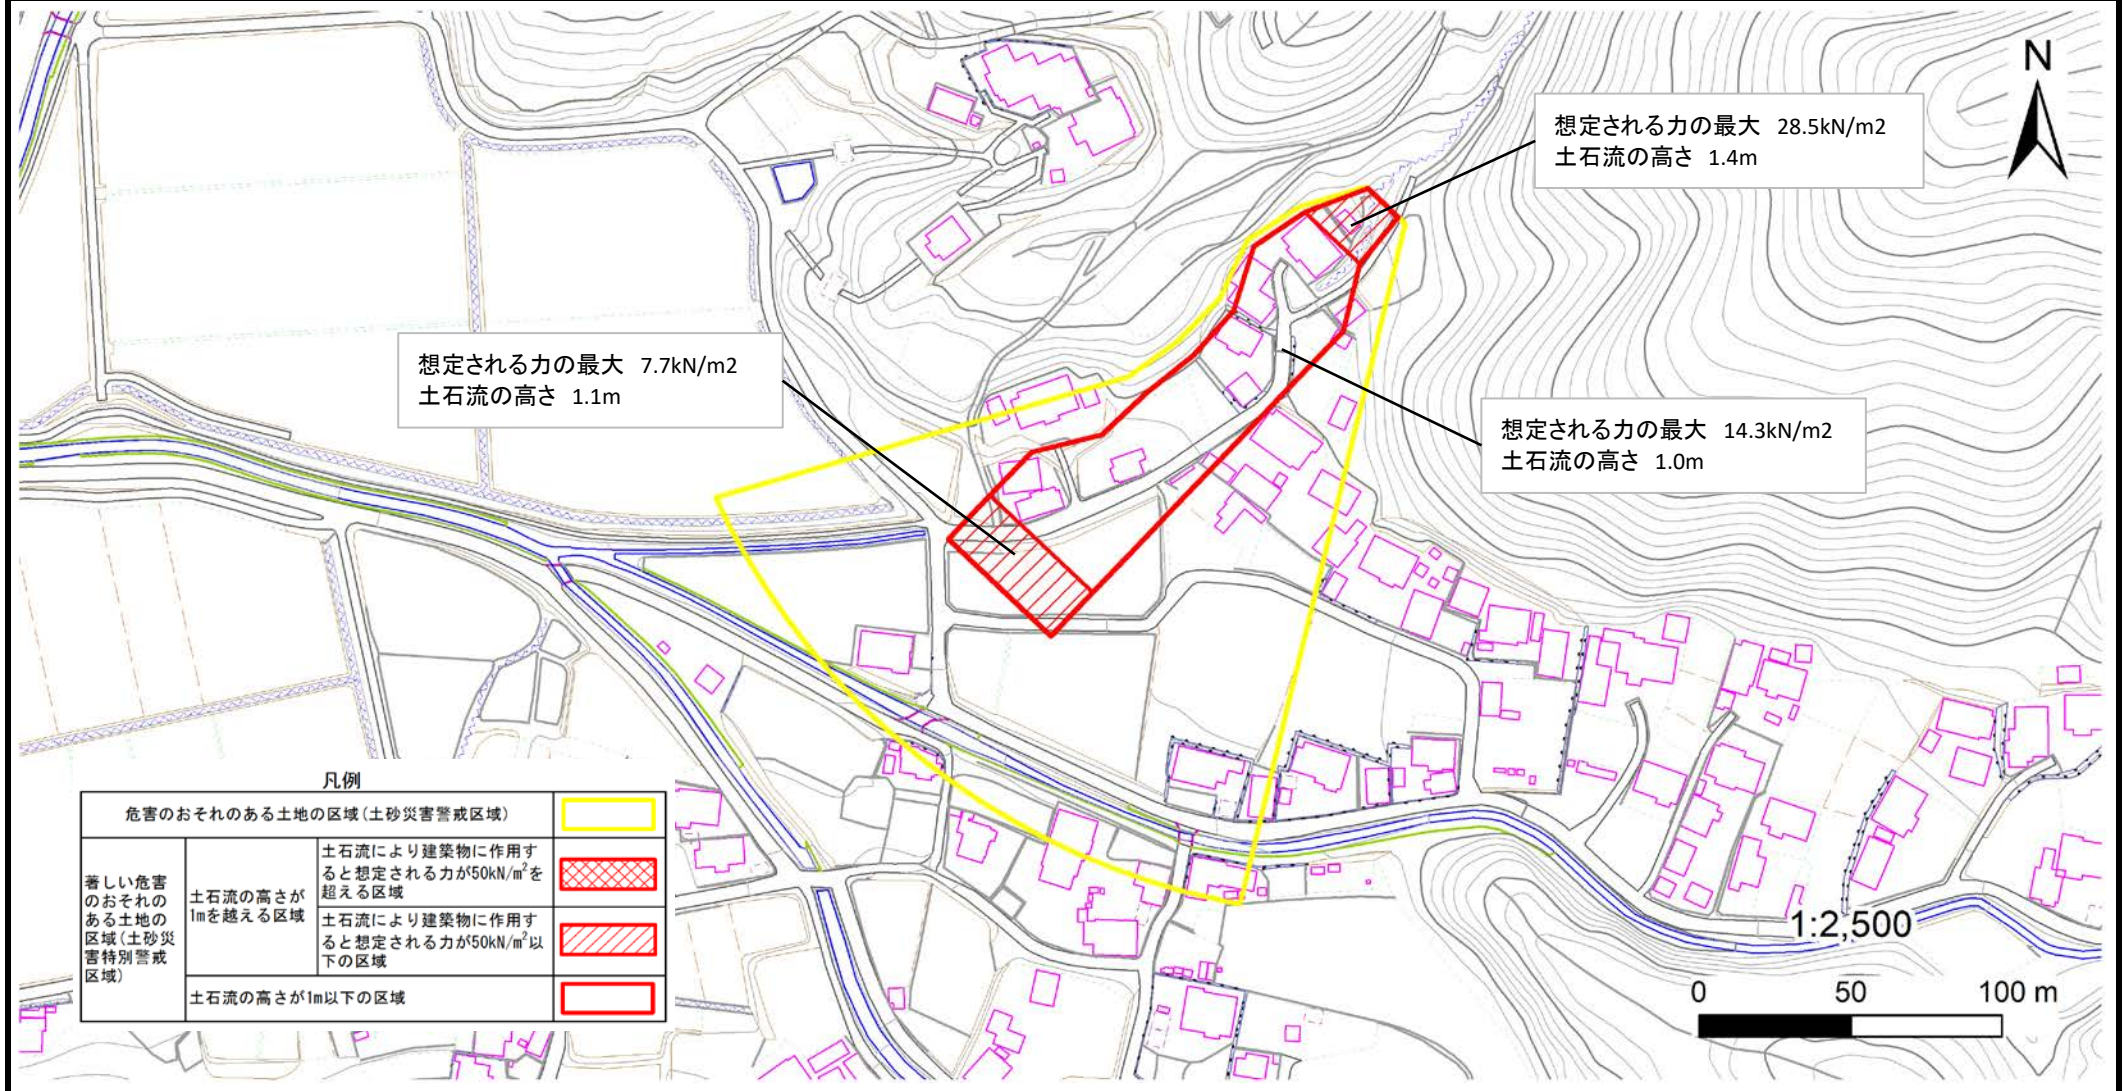 N
想定される力の最大 28.5kN/m2
土石流の高さ 1.4m
想定される力の最大 7.7kN/m2
土石流の高さ 1.1m
想定される力の最大 14.3kN/m2
土石流の高さ 1.0m
凡例
危害のおそれのある土地の区域(土砂災害警戒区域)
著しい危害
のおそれの
ある土地の
区域(土砂災
害特別警戒
区域)
土石流の高さが
1mを越える区域
土石流により建築物に作用す
ると想定される力が50kN/m²を
超える区域
土石流により建築物に作用す
ると想定される力が50kN/m²以
下の区域
土石流の高さが1m以下の区域
1:2,500
0 50 100 m